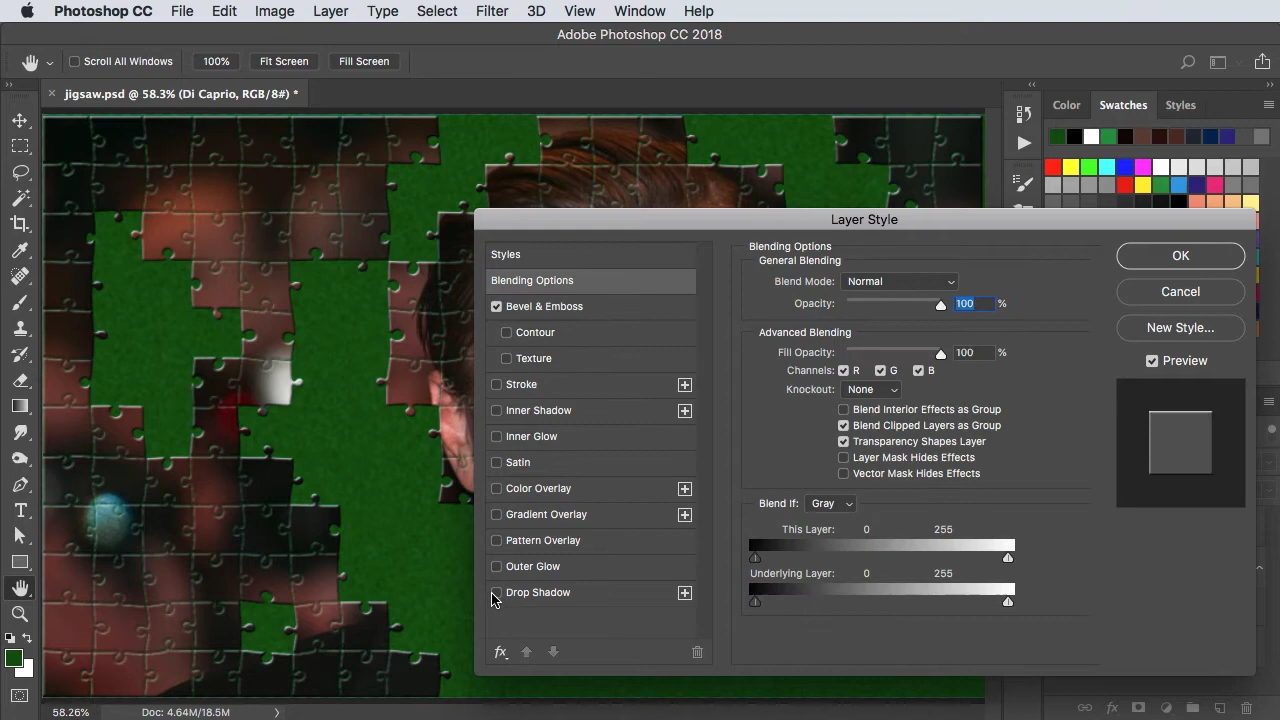 Photoshop CC File Edit Image Layer Type Select Filter 3D View Window Help
Adobe Photoshop CC 2018
Scroll All Windows 100% Fit Screen Fill Screen
jigsaw.psd @ 58.3% (Di Caprio, RGB/8#) *
Color Swatches Styles
Layer Style
Styles
Blending Options
Bevel & Emboss
Contour
Texture
Stroke
Inner Shadow
Inner Glow
Satin
Color Overlay
Gradient Overlay
Pattern Overlay
Outer Glow
Drop Shadow
fx
Blending Options
General Blending
Blend Mode: Normal
Opacity: 100 %
Advanced Blending
Fill Opacity: 100 %
Channels: R G B
Knockout: None
Blend Interior Effects as Group
Blend Clipped Layers as Group
Transparency Shapes Layer
Layer Mask Hides Effects
Vector Mask Hides Effects
Blend If: Gray
This Layer: 0 255
Underlying Layer: 0 255
OK
Cancel
New Style...
Preview
58.26% Doc: 4.64M/18.5M
fx